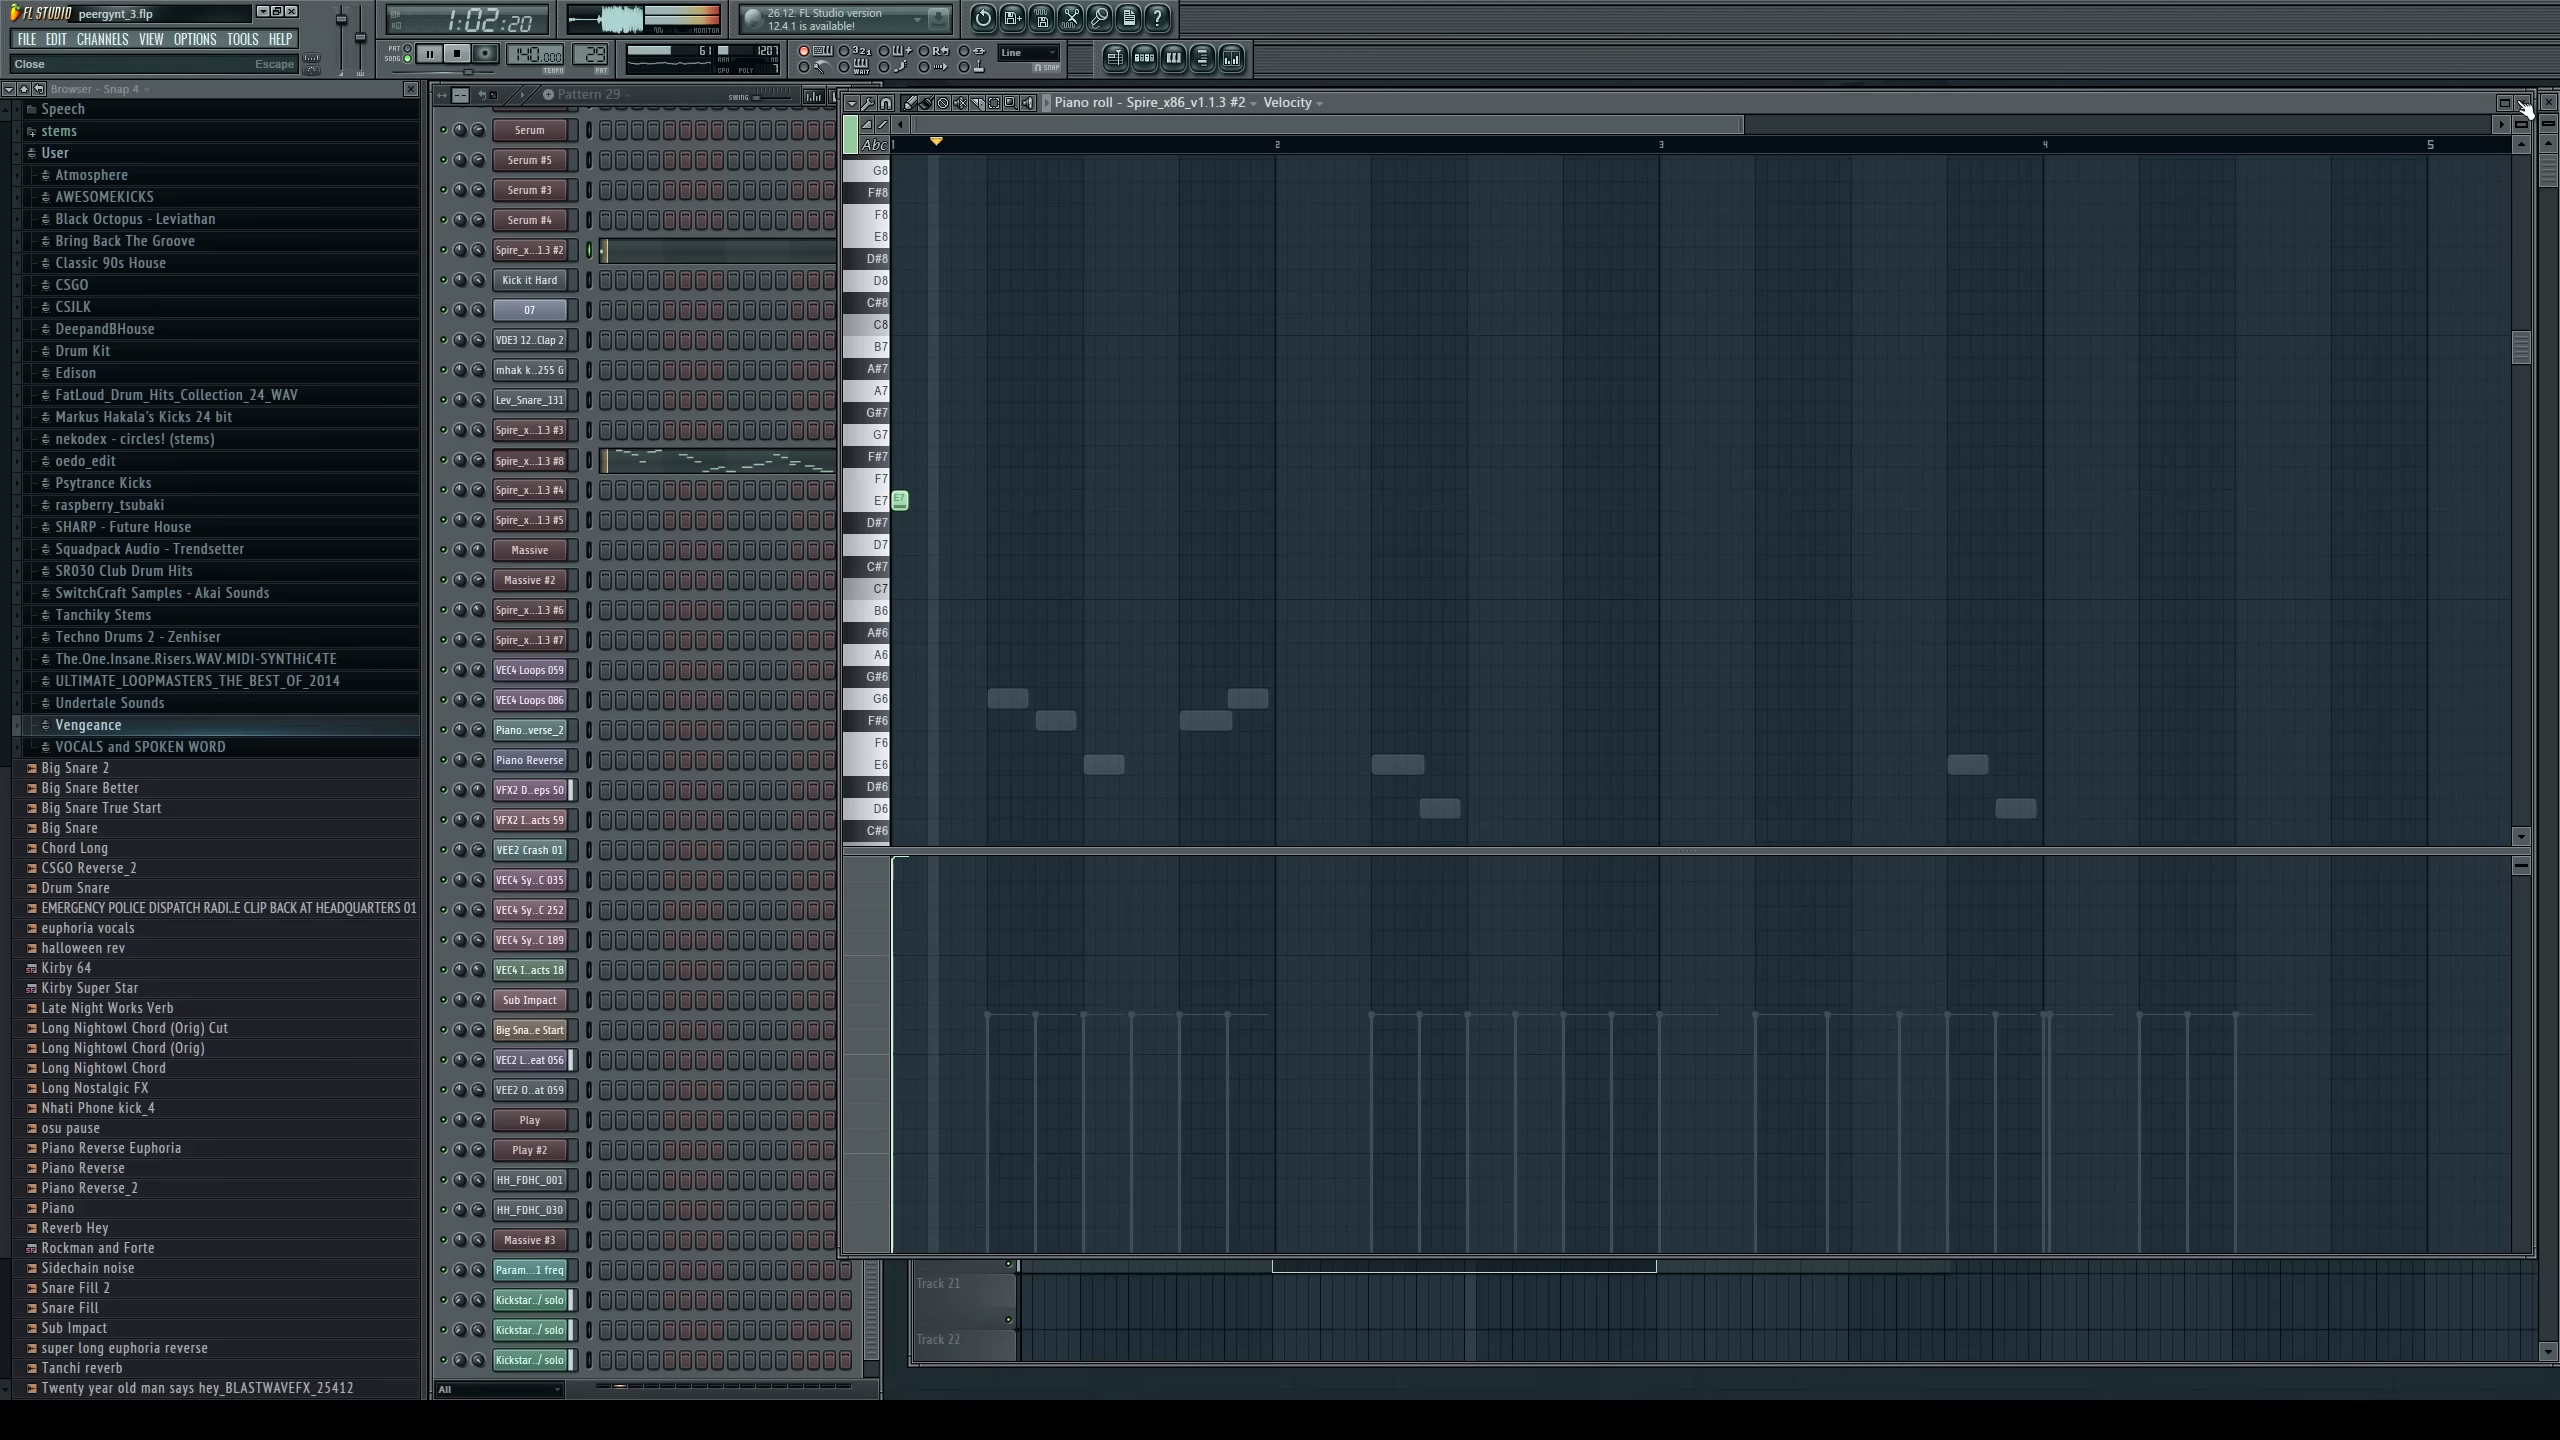 FL STUDIO peergynt_3.flp
FILE EDIT CHANNELS VIEW OPTIONS TOOLS HELP
Close Escape
1:02:20
PAT
SONG
140.000
TEMPO
29
PAT
MONITOR
61
1207
RAM
CPU POLY
7
26.12: FL Studio version
12.4.1 is available!
Line
SNAP
Browser - Snap 4
Speech
stems
User
Atmosphere
AWESOMEKICKS
Black Octopus - Leviathan
Bring Back The Groove
Classic 90s House
CSGO
CSJLK
DeepandBHouse
Drum Kit
Edison
FatLoud_Drum_Hits_Collection_24_WAV
Markus Hakala's Kicks 24 bit
nekodex - circles! (stems)
oedo_edit
Psytrance Kicks
raspberry_tsubaki
SHARP - Future House
Squadpack Audio - Trendsetter
SR030 Club Drum Hits
SwitchCraft Samples - Akai Sounds
Tanchiky Stems
Techno Drums 2 - Zenhiser
The.One.Insane.Risers.WAV.MIDI-SYNTHiC4TE
ULTIMATE_LOOPMASTERS_THE_BEST_OF_2014
Undertale Sounds
Vengeance
VOCALS and SPOKEN WORD
Big Snare 2
Big Snare Better
Big Snare True Start
Big Snare
Chord Long
CSGO Reverse_2
Drum Snare
EMERGENCY POLICE DISPATCH RADI..E CLIP BACK AT HEADQUARTERS 01
euphoria vocals
halloween rev
Kirby 64
Kirby Super Star
Late Night Works Verb
Long Nightowl Chord (Orig) Cut
Long Nightowl Chord (Orig)
Long Nightowl Chord
Long Nostalgic FX
Nhati Phone kick_4
osu pause
Piano Reverse Euphoria
Piano Reverse
Piano Reverse_2
Piano
Reverb Hey
Rockman and Forte
Sidechain noise
Snare Fill 2
Snare Fill
Sub Impact
super long euphoria reverse
Tanchi reverb
Twenty year old man says hey_BLASTWAVEFX_25412
Pattern 29
SWING
Serum
Serum #5
Serum #3
Serum #4
Spire_x...1.3 #2
Kick it Hard
07
VDE3 12..Clap 2
mhak k..255 G
Lev_Snare_131
Spire_x...1.3 #3
Spire_x...1.3 #8
Spire_x...1.3 #4
Spire_x...1.3 #5
Massive
Massive #2
Spire_x...1.3 #6
Spire_x...1.3 #7
VEC4 Loops 059
VEC4 Loops 086
Piano..verse_2
Piano Reverse
VFX2 D..eps 50
VFX2 I..acts 59
VEE2 Crash 01
VEC4 Sy..C 035
VEC4 Sy..C 252
VEC4 Sy..C 189
VEC4 I..acts 18
Sub Impact
Big Sna..e Start
VEC2 L..eat 056
VEE2 O..at 059
Play
Play #2
HH_FDHC_001
HH_FDHC_030
Massive #3
Param...1 freq
Kickstar../ solo
Kickstar../ solo
Kickstar../ solo
All
Piano roll - Spire_x86_v1.1.3 #2 Velocity
Abc 1 2 3 4 5
G8
F#8
F8
E8
D#8
D8
C#8
C8
B7
A#7
A7
G#7
G7
F#7
F7
E7 E7
D#7
D7
C#7
C7
B6
A#6
A6
G#6
G6
F#6
F6
E6
D#6
D6
C#6
Track 21
Track 22